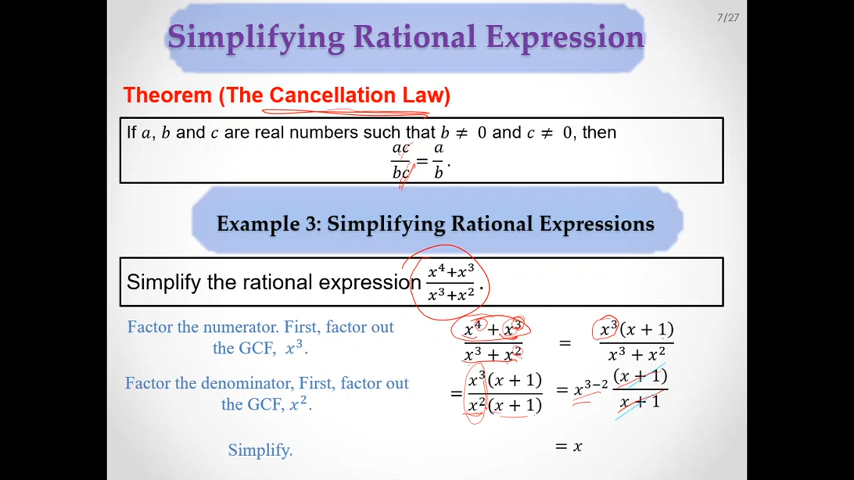 7/27
Simplifying Rational Expression
Theorem (The Cancellation Law)
If a, b and c are real numbers such that b ≠ 0 and c ≠ 0, then
ac/bc = a/b.
Example 3: Simplifying Rational Expressions
Simplify the rational expression (x⁴+x³)/(x³+x²).
Factor the numerator. First, factor out
the GCF, x³.
(x⁴ + x³)/(x³ + x²) = x³(x + 1)/(x³ + x²)
Factor the denominator, First, factor out
the GCF, x².
= x³(x + 1)/x²(x + 1) = x³⁻² (x + 1)/x + 1
Simplify.
= x